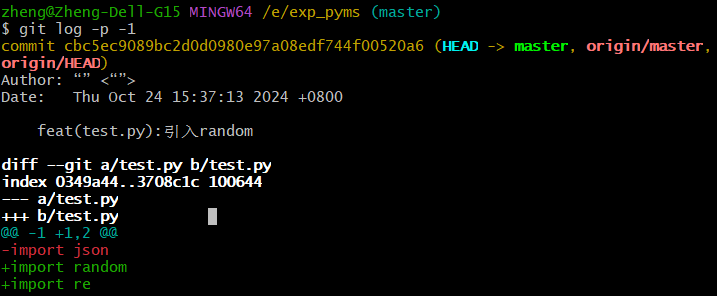 zheng@Zheng-Dell-G15 MINGW64 /e/exp_pyms (master)
$ git log -p -1
commit cbc5ec9089bc2d0d0980e97a08edf744f00520a6 (HEAD -> master, origin/master,
origin/HEAD)
Author: “” <“”>
Date:   Thu Oct 24 15:37:13 2024 +0800

    feat(test.py):引入random

diff --git a/test.py b/test.py
index 0349a44..3708c1c 100644
--- a/test.py
+++ b/test.py
@@ -1 +1,2 @@
-import json
+import random
+import re